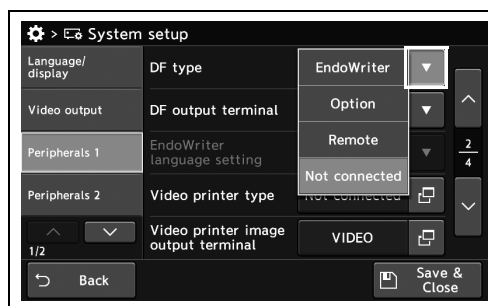 > System setup
Language/
display
DF type
EndoWriter
Video output
DF output terminal
Option
Peripherals 1
EndoWriter
language setting
Remote
2
4
Not connected
Peripherals 2
Video printer type
Not connected
1/2
Video printer image
output terminal
VIDEO
Back
Save &
Close